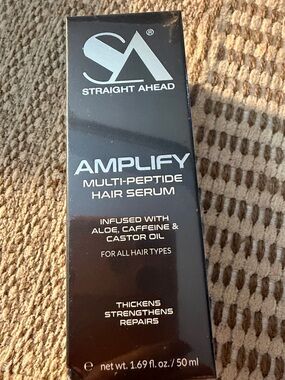 SA®
STRAIGHT AHEAD
AMPLIFY
MULTI-PEPTIDE
HAIR SERUM
INFUSED WITH
ALOE, CAFFEINE &
CASTOR OIL
FOR ALL HAIR TYPES
THICKENS
STRENGTHENS
REPAIRS
℮ net wt. 1.69 fl. oz. / 50 ml